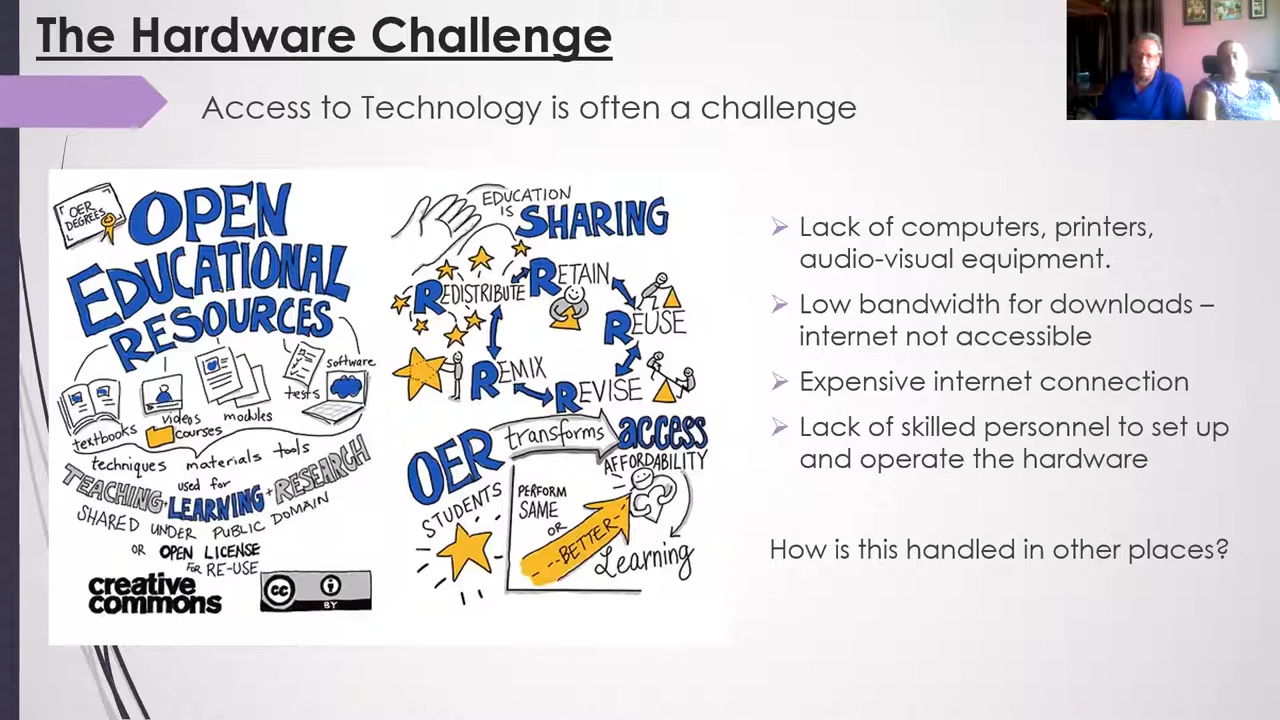 The Hardware Challenge
Access to Technology is often a challenge
OER
DEGREES
OPEN
EDUCATIONAL
RESOURCES
textbooks
videos
courses
modules
tests
software
techniques materials tools
used for
TEACHING + LEARNING + RESEARCH
SHARED UNDER PUBLIC DOMAIN
OR OPEN LICENSE
FOR RE-USE
creative
commons
cc
BY
EDUCATION
IS SHARING
REDISTRIBUTE
RETAIN
REUSE
REMIX
REVISE
OER transforms access
AFFORDABILITY
STUDENTS
PERFORM
SAME
OR
BETTER
Learning
Lack of computers, printers,
audio-visual equipment.
Low bandwidth for downloads –
internet not accessible
Expensive internet connection
Lack of skilled personnel to set up
and operate the hardware
How is this handled in other places?